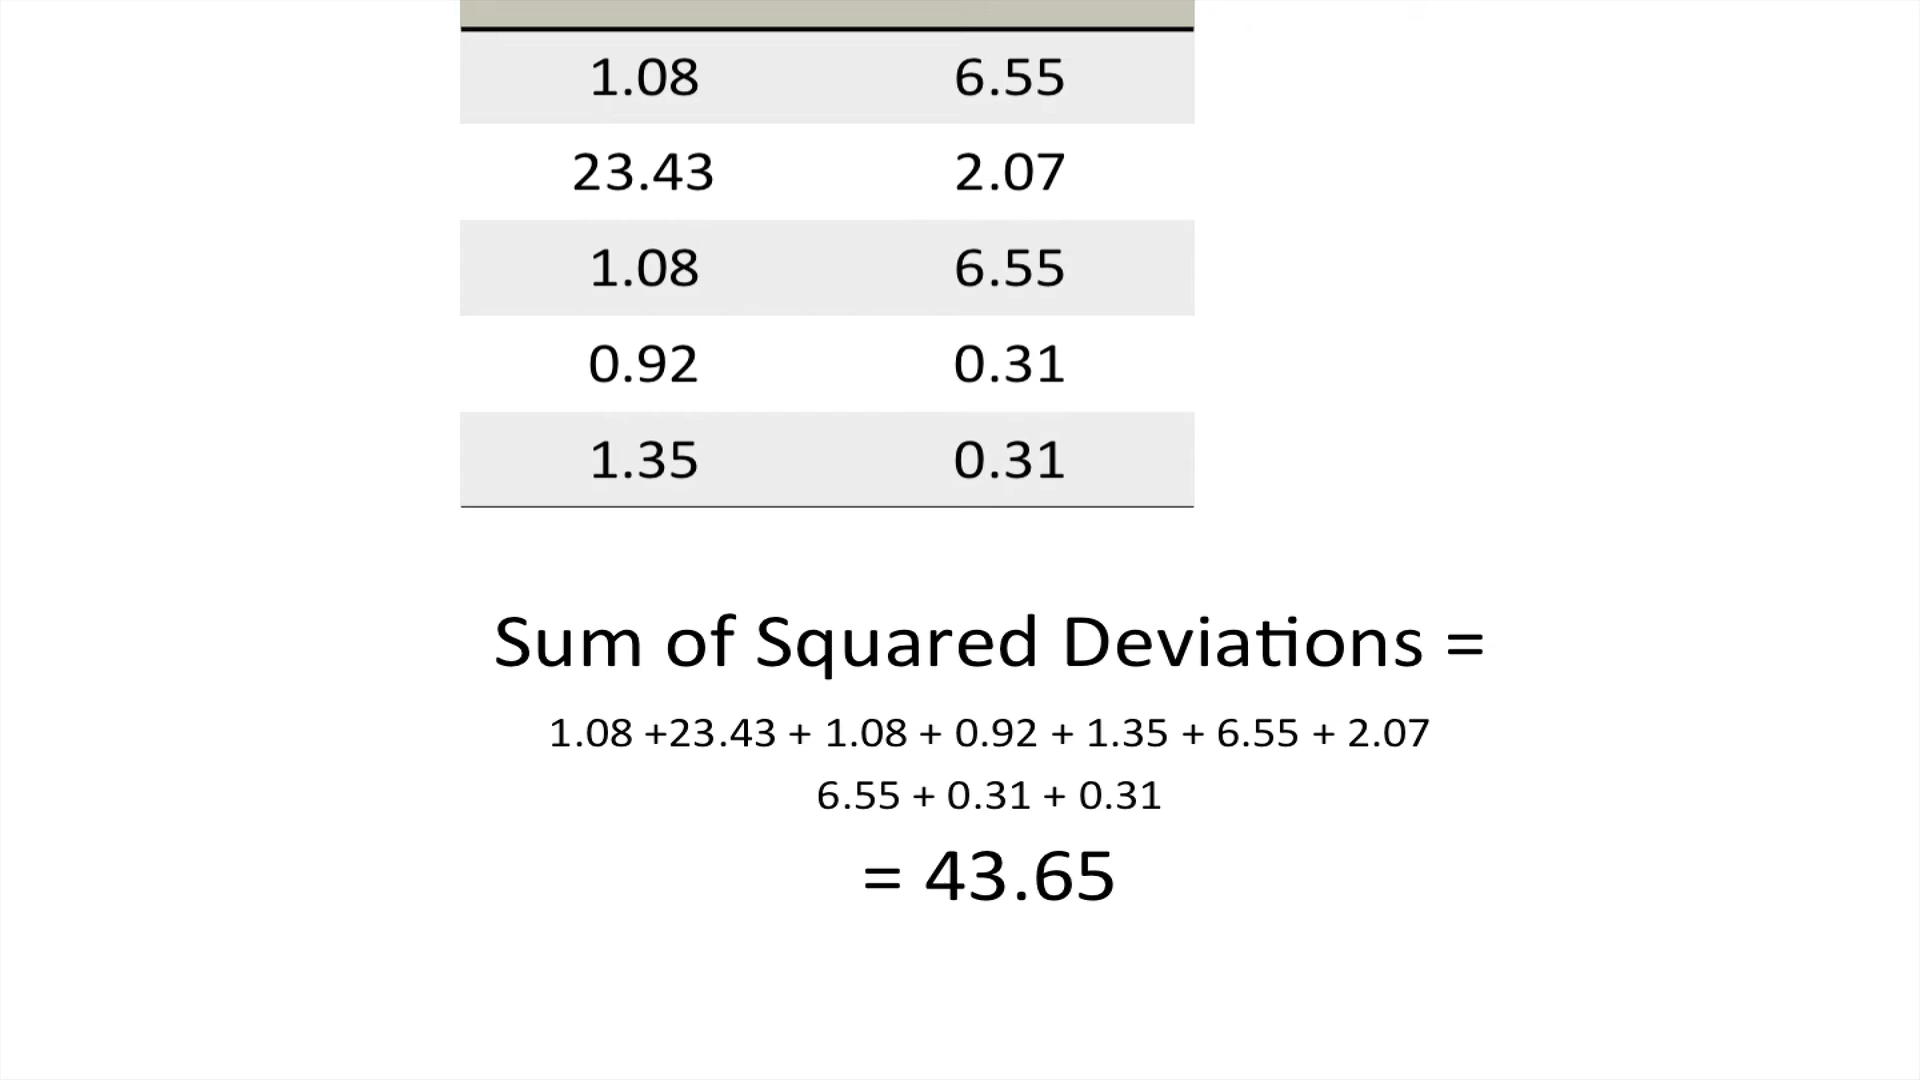 1.08 6.55
23.43 2.07
1.08 6.55
0.92 0.31
1.35 0.31
Sum of Squared Deviations =
1.08 +23.43 + 1.08 + 0.92 + 1.35 + 6.55 + 2.07
6.55 + 0.31 + 0.31
= 43.65